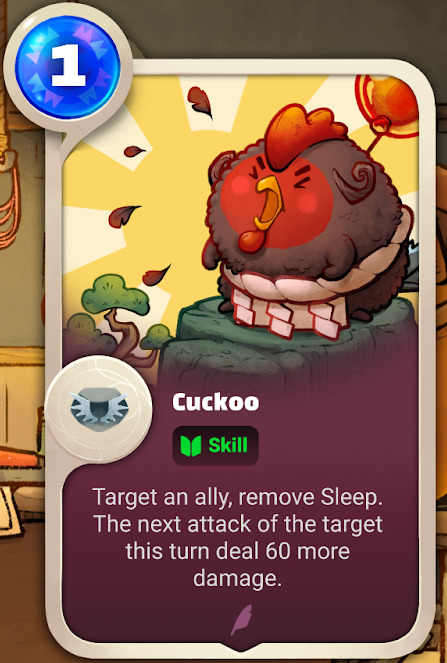 1
Cuckoo
Skill
Target an ally, remove Sleep.
The next attack of the target
this turn deal 60 more
damage.